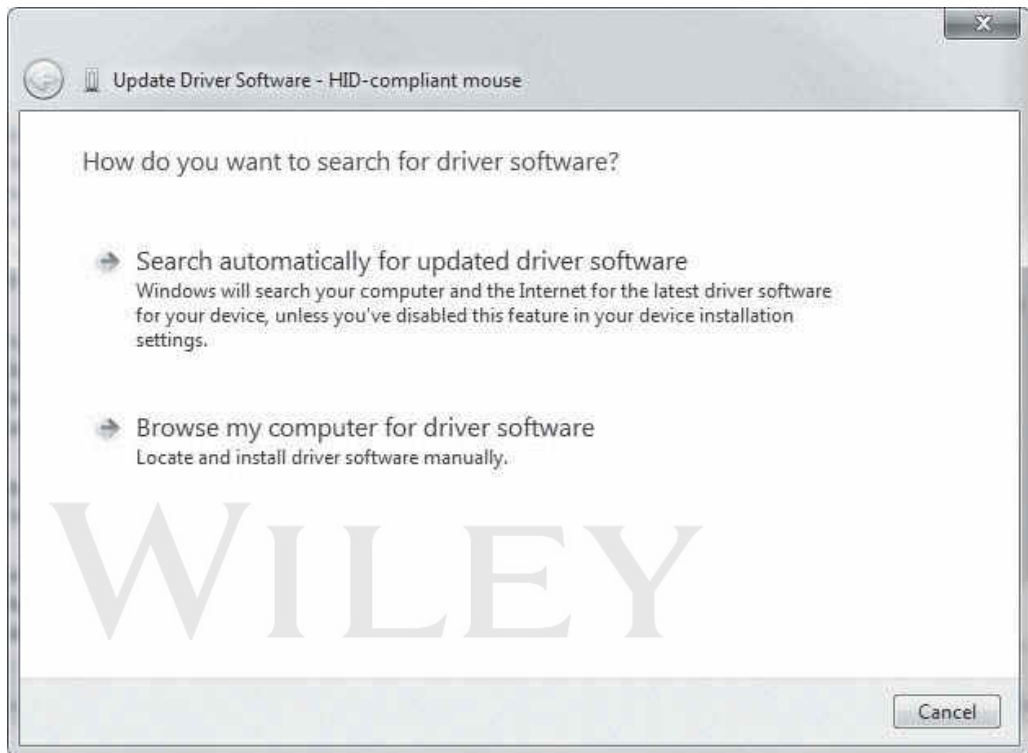 X
Update Driver Software - HID-compliant mouse
How do you want to search for driver software?
Search automatically for updated driver software
Windows will search your computer and the Internet for the latest driver software
for your device, unless you've disabled this feature in your device installation
settings.
Browse my computer for driver software
Locate and install driver software manually.
WILEY
Cancel